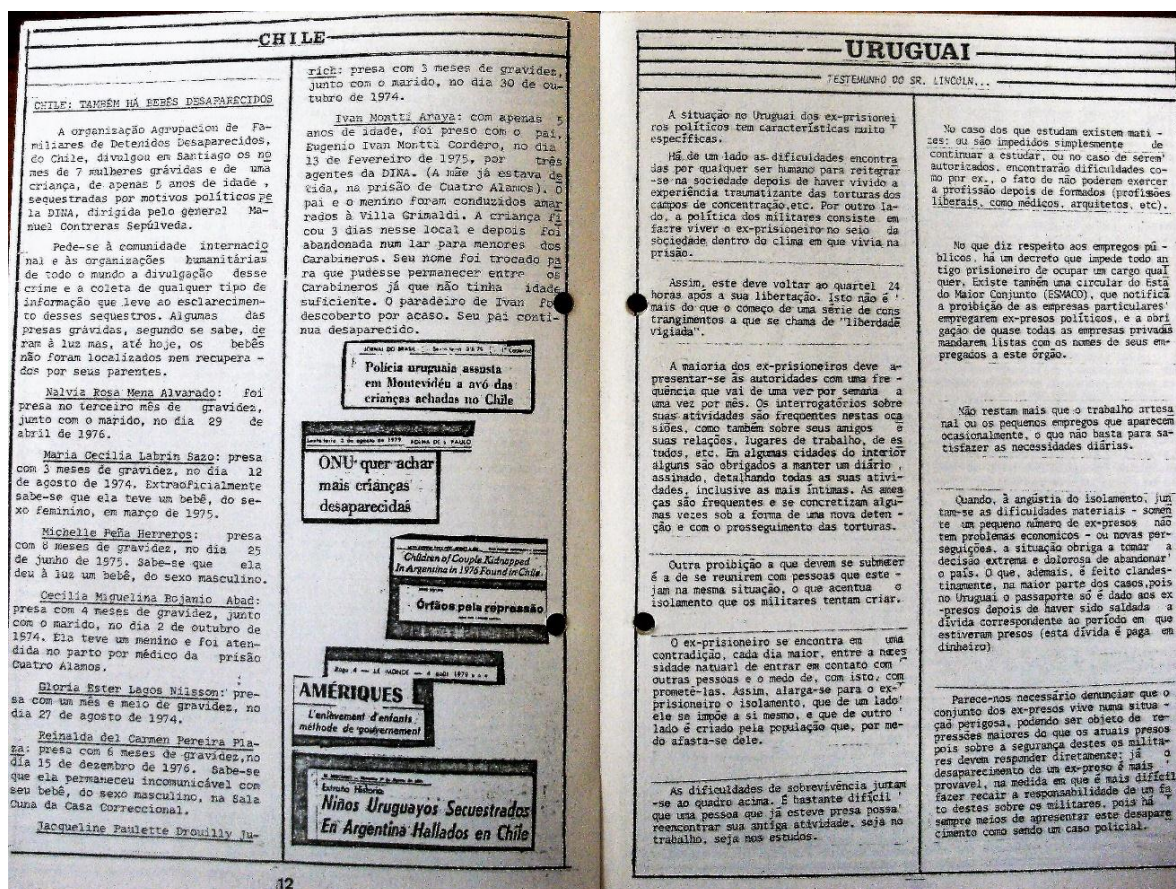 CHILE
CHILE: TAMBÉM HÁ BEBÊS DESAPARECIDOS
A organização Agrupacion de Fa-
miliares de Detenidos Desaparecidos,
do Chile, divulgou em Santiago os no
mes de 7 mulheres grávidas e de uma
criança, de apenas 5 anos de idade ,
sequestradas por motivos políticos pe
la DINA, dirigida pelo general Ma-
nuel Contreras Sepúlveda.
Pede-se à comunidade internacio
nal e às organizações humanitárias
de todo o mundo a divulgação desse
crime e a coleta de qualquer tipo de
informação que leve ao esclarecimen-
to desses sequestros. Algumas das
presas grávidas, segundo se sabe, de
ram à luz mas, até hoje, os bebês
não foram localizados nem recupera -
dos por seus parentes.
Nalvia Rosa Mena Alvarado: foi
presa no terceiro mês de gravidez,
junto com o marido, no dia 29 de
abril de 1976.
Maria Cecilia Labrin Sazo: presa
com 3 meses de gravidez, no dia 12
de agosto de 1974. Extraoficialmente
sabe-se que ela teve um bebê, do se-
xo feminino, em março de 1975.
Michelle Peña Herreros: presa
com 8 meses de gravidez, no dia 25
de junho de 1975. Sabe-se que ela
deu à luz um bebê, do sexo masculino.
Cecilia Miguelina Bojanio Abad:
presa com 4 meses de gravidez, junto
com o marido, no dia 2 de outubro de
1974. Ela teve um menino e foi aten-
dida no parto por médico da prisão
Cuatro Alamos.
Gloria Ester Lagos Nilsson: pre-
sa com um mês e meio de gravidez, no
dia 27 de agosto de 1974.
Reinalda del Carmen Pereira Pla-
za: presa com 6 meses de gravidez,no
dia 15 de dezembro de 1976. Sabe-se
que ela permaneceu incomunicável com
seu bebê, do sexo masculino, na Sala
Cuna da Casa Correccional.
Jacqueline Paulette Drouilly Ju-
rich: presa com 3 meses de gravidez,
junto com o marido, no dia 30 de ou-
tubro de 1974.
Ivan Montti Araya: com apenas 5
anos de idade, foi preso com o pai,
Eugenio Ivan Montti Cordero, no dia
13 de fevereiro de 1975, por três
agentes da DINA. (A mãe já estava de
tida, na prisão de Cuatro Alamos). O
pai e o menino foram conduzidos amar
rados à Villa Grimaldi. A criança fi
cou 3 dias nesse local e depois foi
abandonada num lar para menores dos
Carabineros. Seu nome foi trocado pa
ra que pudesse permanecer entre os
Carabineros já que não tinha idade
suficiente. O paradeiro de Ivan foi
descoberto por acaso. Seu pai conti-
nua desaparecido.
JORNAL DO BRASIL
Polícia uruguaia assusta
em Montevidéu a avó das
crianças achadas no Chile
2 de agosto de 1979 FOLHA DE S. PAULO
ONU quer achar
mais crianças
desaparecidas
Children of Couple Kidnapped
In Argentina in 1976 Found in Chile
Órfãos pela repressão
LE MONDE
AMÉRIQUES
L'enlèvement d'enfants
méthode de gouvernement
Extraña Historia
Niños Uruguayos Secuestrados
En Argentina Hallados en Chile
12
URUGUAI
TESTEMUNHO DO SR. LINCOLN...
A situação no Uruguai dos ex-prisionei
ros políticos tem características muito '
específicas.
Há de um lado as dificuldades encontra
das por qualquer ser humano para reitegrar
-se na sociedade depois de haver vivido a
experiência traumatizante das torturas dos
campos de concentração,etc. Por outro la-
do, a política dos militares consiste em
fazre viver o ex-prisioneiro no seio da
sociedade dentro do clima em que vivia na
prisão.
Assim, este deve voltar ao quartel 24
horas após a sua libertação. Isto não é '
mais do que o começo de uma série de cons
trangimentos a que se chama de "liberdade
vigiada".
A maioria dos ex-prisioneiros deve a-
presentar-se às autoridades com uma fre -
quência que vai de uma ver por semana a
uma vez por mês. Os interrogatórios sobre
suas atividades são frequentes nestas oca
siões, como também sobre seus amigos e
suas relações, lugares de trabalho, de es
tudos, etc. Em algumas cidades do interior
alguns são obrigados a manter um diário ,
assinado, detalhando todas as suas ativi-
dades, inclusive as mais íntimas. As amea
ças são frequentes e se concretizam algu-
mas vezes sob a forma de uma nova deten -
ção e com o prosseguimento das torturas.
Outra proibição a que devem se submeter
é a de se reunirem com pessoas que este -
jam na mesma situação, o que acentua o
isolamento que os militares tentam criar.
O ex-prisioneiro se encontra em uma
contradição, cada dia maior, entre a neces
sidade natuarl de entrar em contato com '
outras pessoas e o medo de, com isto, com
prometê-las. Assim, alarga-se para o ex-'
prisioneiro o isolamento, que de um lado'
ele se impõe a si mesmo, e que de outro '
lado é criado pela população que, por me-
do afasta-se dele.
As dificuldades de sobrevivência juntam
-se ao quadro acima. É bastante difícil '
que uma pessoa que já esteve presa possa'
reencontrar sua antiga atividade, seja no
trabalho, seja nos estudos.
No caso dos que estudam existem mati -
zes: ou são impedidos simplesmente de
continuar a estudar, ou no caso de serem'
autorizados, encontrarão dificuldades co-
mo por ex., o fato de não poderem exercer
a profissão depois de formados (profissões
liberais, como médicos, arquitetos, etc).
No que diz respeito aos empregos pú -
blicos, há um decreto que impede todo an
tigo prisioneiro de ocupar um cargo qual
quer. Existe também uma circular do Esta
do Maior Conjunto (ESMACO), que notifica
a proibição de as empresas particulares'
empregarem ex-presos políticos, e a obri
gação de quase todas as empresas privadas
mandarem listas com os nomes de seus em-
pregados a este órgão.
Não restam mais que o trabalho artesa
nal ou os pequenos empregos que aparecem
ocasionalmente, o que não basta para sa-
tisfazer as necessidades diárias.
Quando, à angústia do isolamento, jun
tam-se as dificuldades materiais - somen
te um pequeno número de ex-presos não
tem problemas economicos - ou novas per-
seguições, a situação obriga a tomar a
decisão extrema e dolorosa de abandonar'
o país. O que, ademais, é feito clandes-
tinamente, na maior parte dos casos,pois
no Uruguai o passaporte só é dado aos ex
-presos depois de haver sido saldada a
dívida correspondente ao período em que
estiveram presos (esta dívida é paga em
dinheiro)
Parece-nos necessário denunciar que o
conjunto dos ex-presos vive numa situa -
ção perigosa, podendo ser objeto de re-
pressões maiores do que os atuais presos
pois sobre a segurança destes os milita-
res devem responder diretamente: já o
desaparecimento de um ex-preso é mais '
provavel, na medida em que é mais difícil
fazer recair a responsabilidade de um fa
to destes sobre os militares, pois há '
sempre meios de apresentar este desapare
cimento como sendo um caso policial.